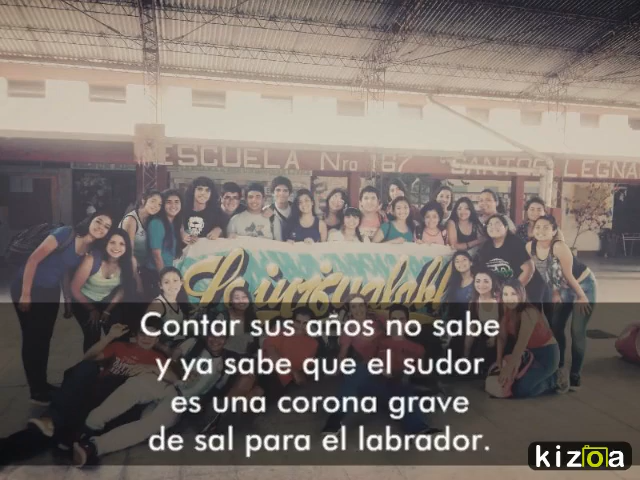 ESCUELA Nro 187 "SANTOS LEGNA
Contar sus años no sabe
y ya sabe que el sudor
es una corona grave
de sal para el labrador.
kizoa